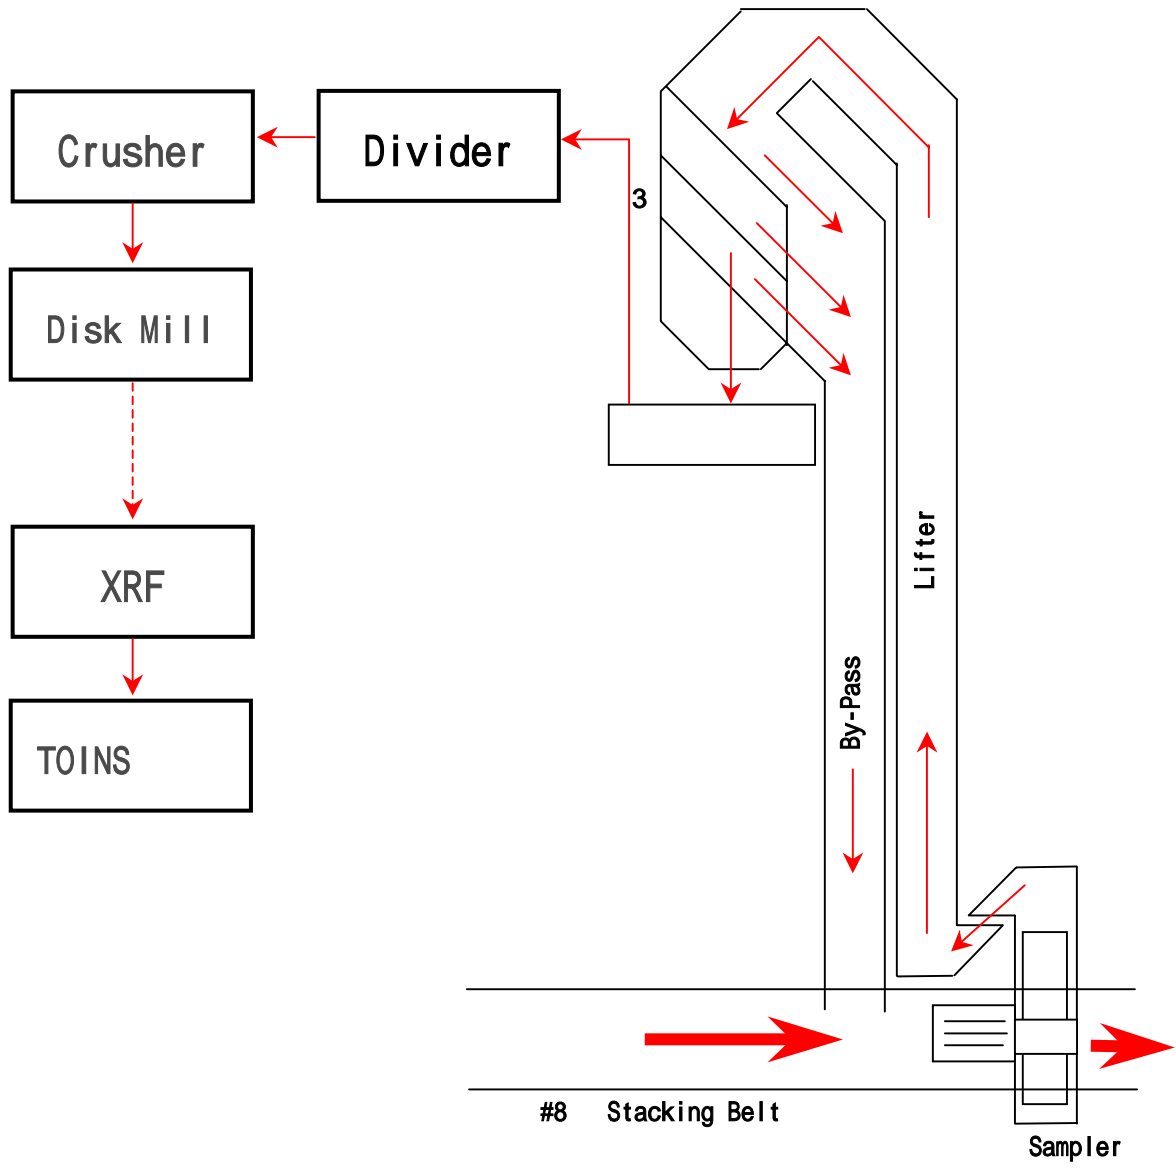 Crusher
Divider
3
Disk Mill
Lifter
XRF
By-Pass
TOINS
#8 Stacking Belt
Sampler